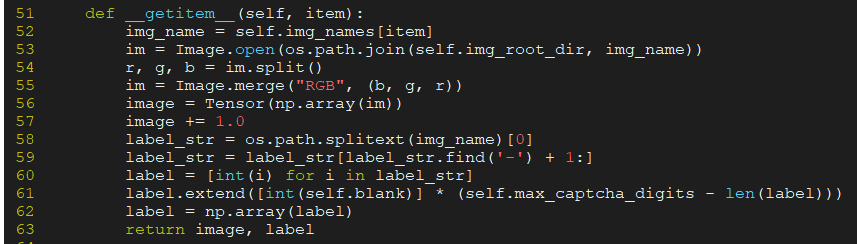 51     def __getitem__(self, item):
52         img_name = self.img_names[item]
53         im = Image.open(os.path.join(self.img_root_dir, img_name))
54         r, g, b = im.split()
55         im = Image.merge("RGB", (b, g, r))
56         image = Tensor(np.array(im))
57         image += 1.0
58         label_str = os.path.splitext(img_name)[0]
59         label_str = label_str[label_str.find('-') + 1:]
60         label = [int(i) for i in label_str]
61         label.extend([int(self.blank)] * (self.max_captcha_digits - len(label)))
62         label = np.array(label)
63         return image, label